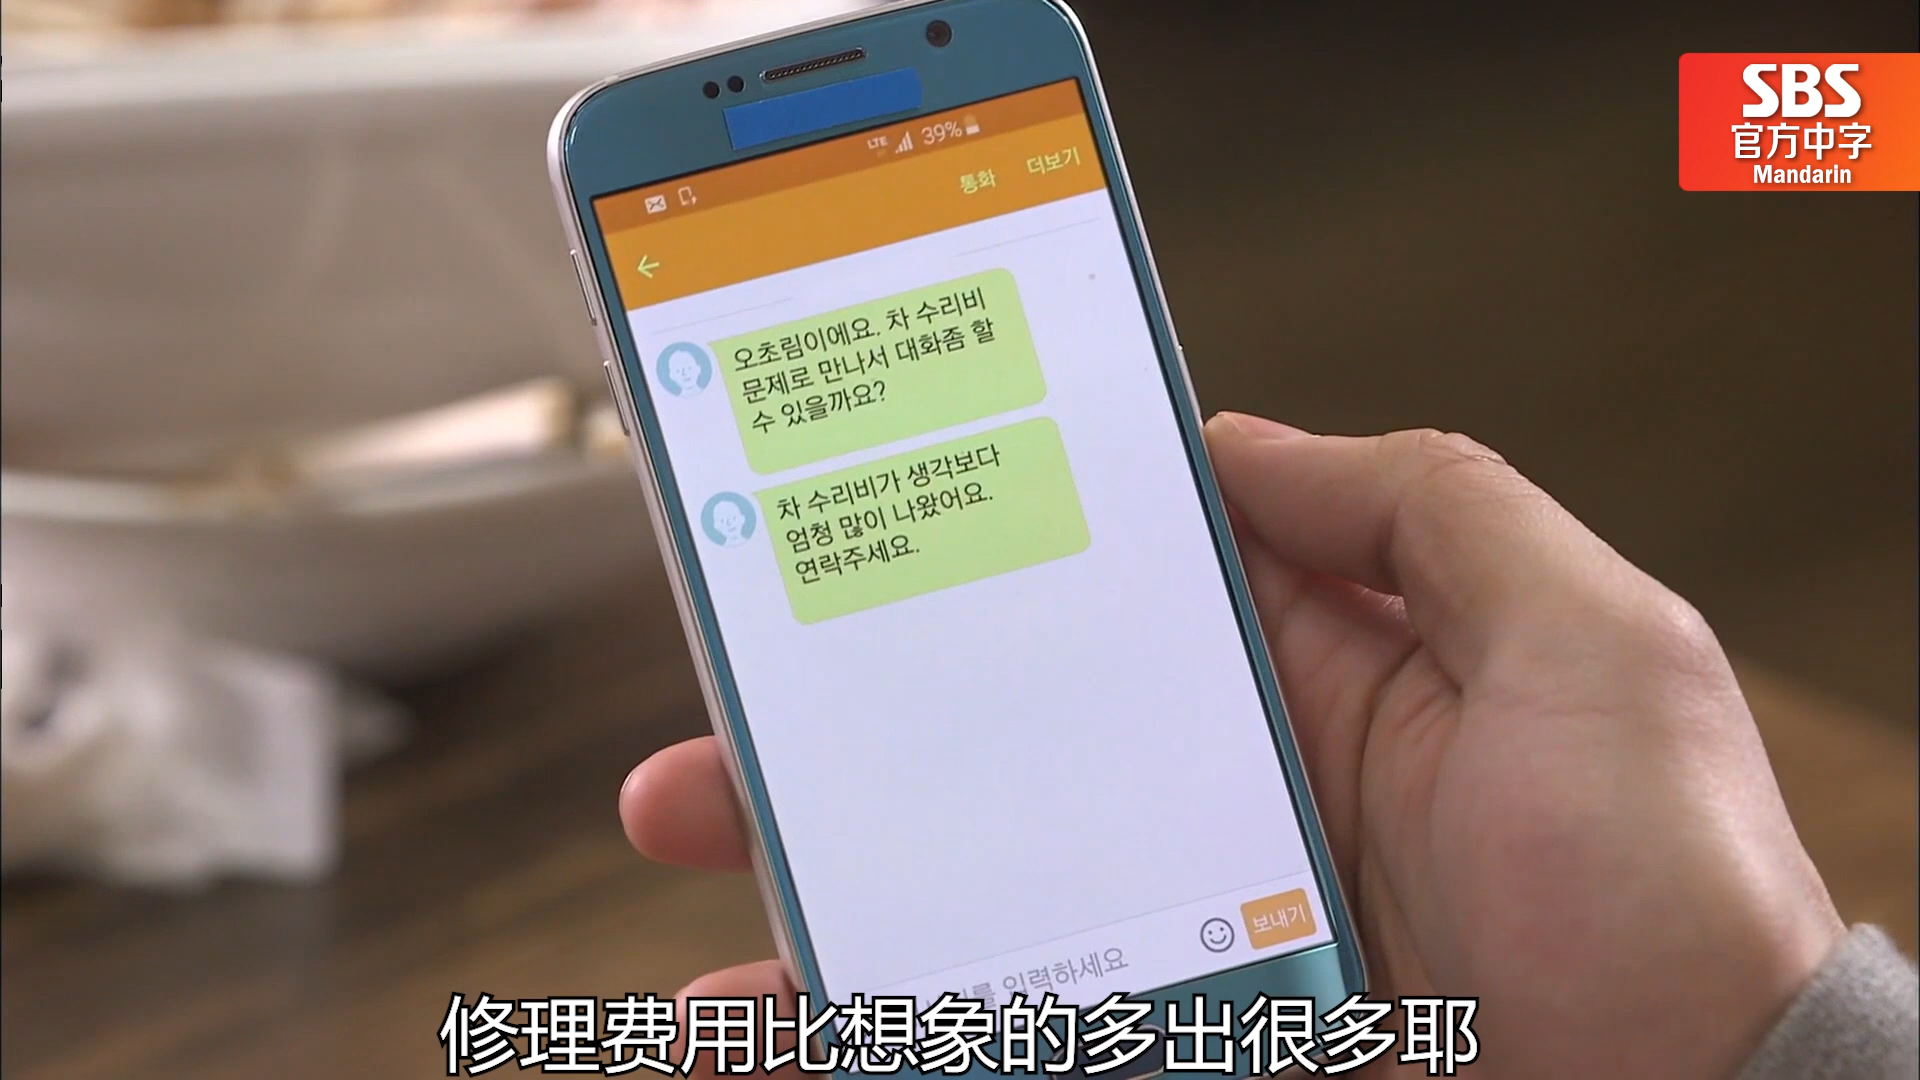 SBS
官方中字
Mandarin
LTE 39%
통화 더보기
오초림이에요. 차 수리비
문제로 만나서 대화좀 할
수 있을까요?
차 수리비가 생각보다
엄청 많이 나왔어요.
연락주세요.
입력하세요
보내기
修理费用比想象的多出很多耶